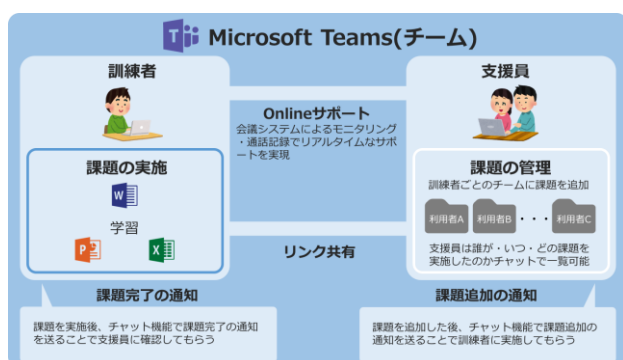 Microsoft Teams(チーム)
訓練者
課題の実施
W
学習
P
X
Onlineサポート
会議システムによるモニタリング
・通話記録でリアルタイムなサポ
ートを実現
リンク共有
支援員
課題の管理
訓練者ごとのチームに課題を追加
利用者A 利用者B ・・・ 利用者C
支援員は誰が・いつ・どの課題を
実施したのかチャットで一覧可能
課題完了の通知
課題を実施後、チャット機能で課題完了の通知
を送ることで支援員に確認してもらう
課題追加の通知
課題を追加した後、チャット機能で課題追加の
通知を送ることで訓練者に実施してもらう